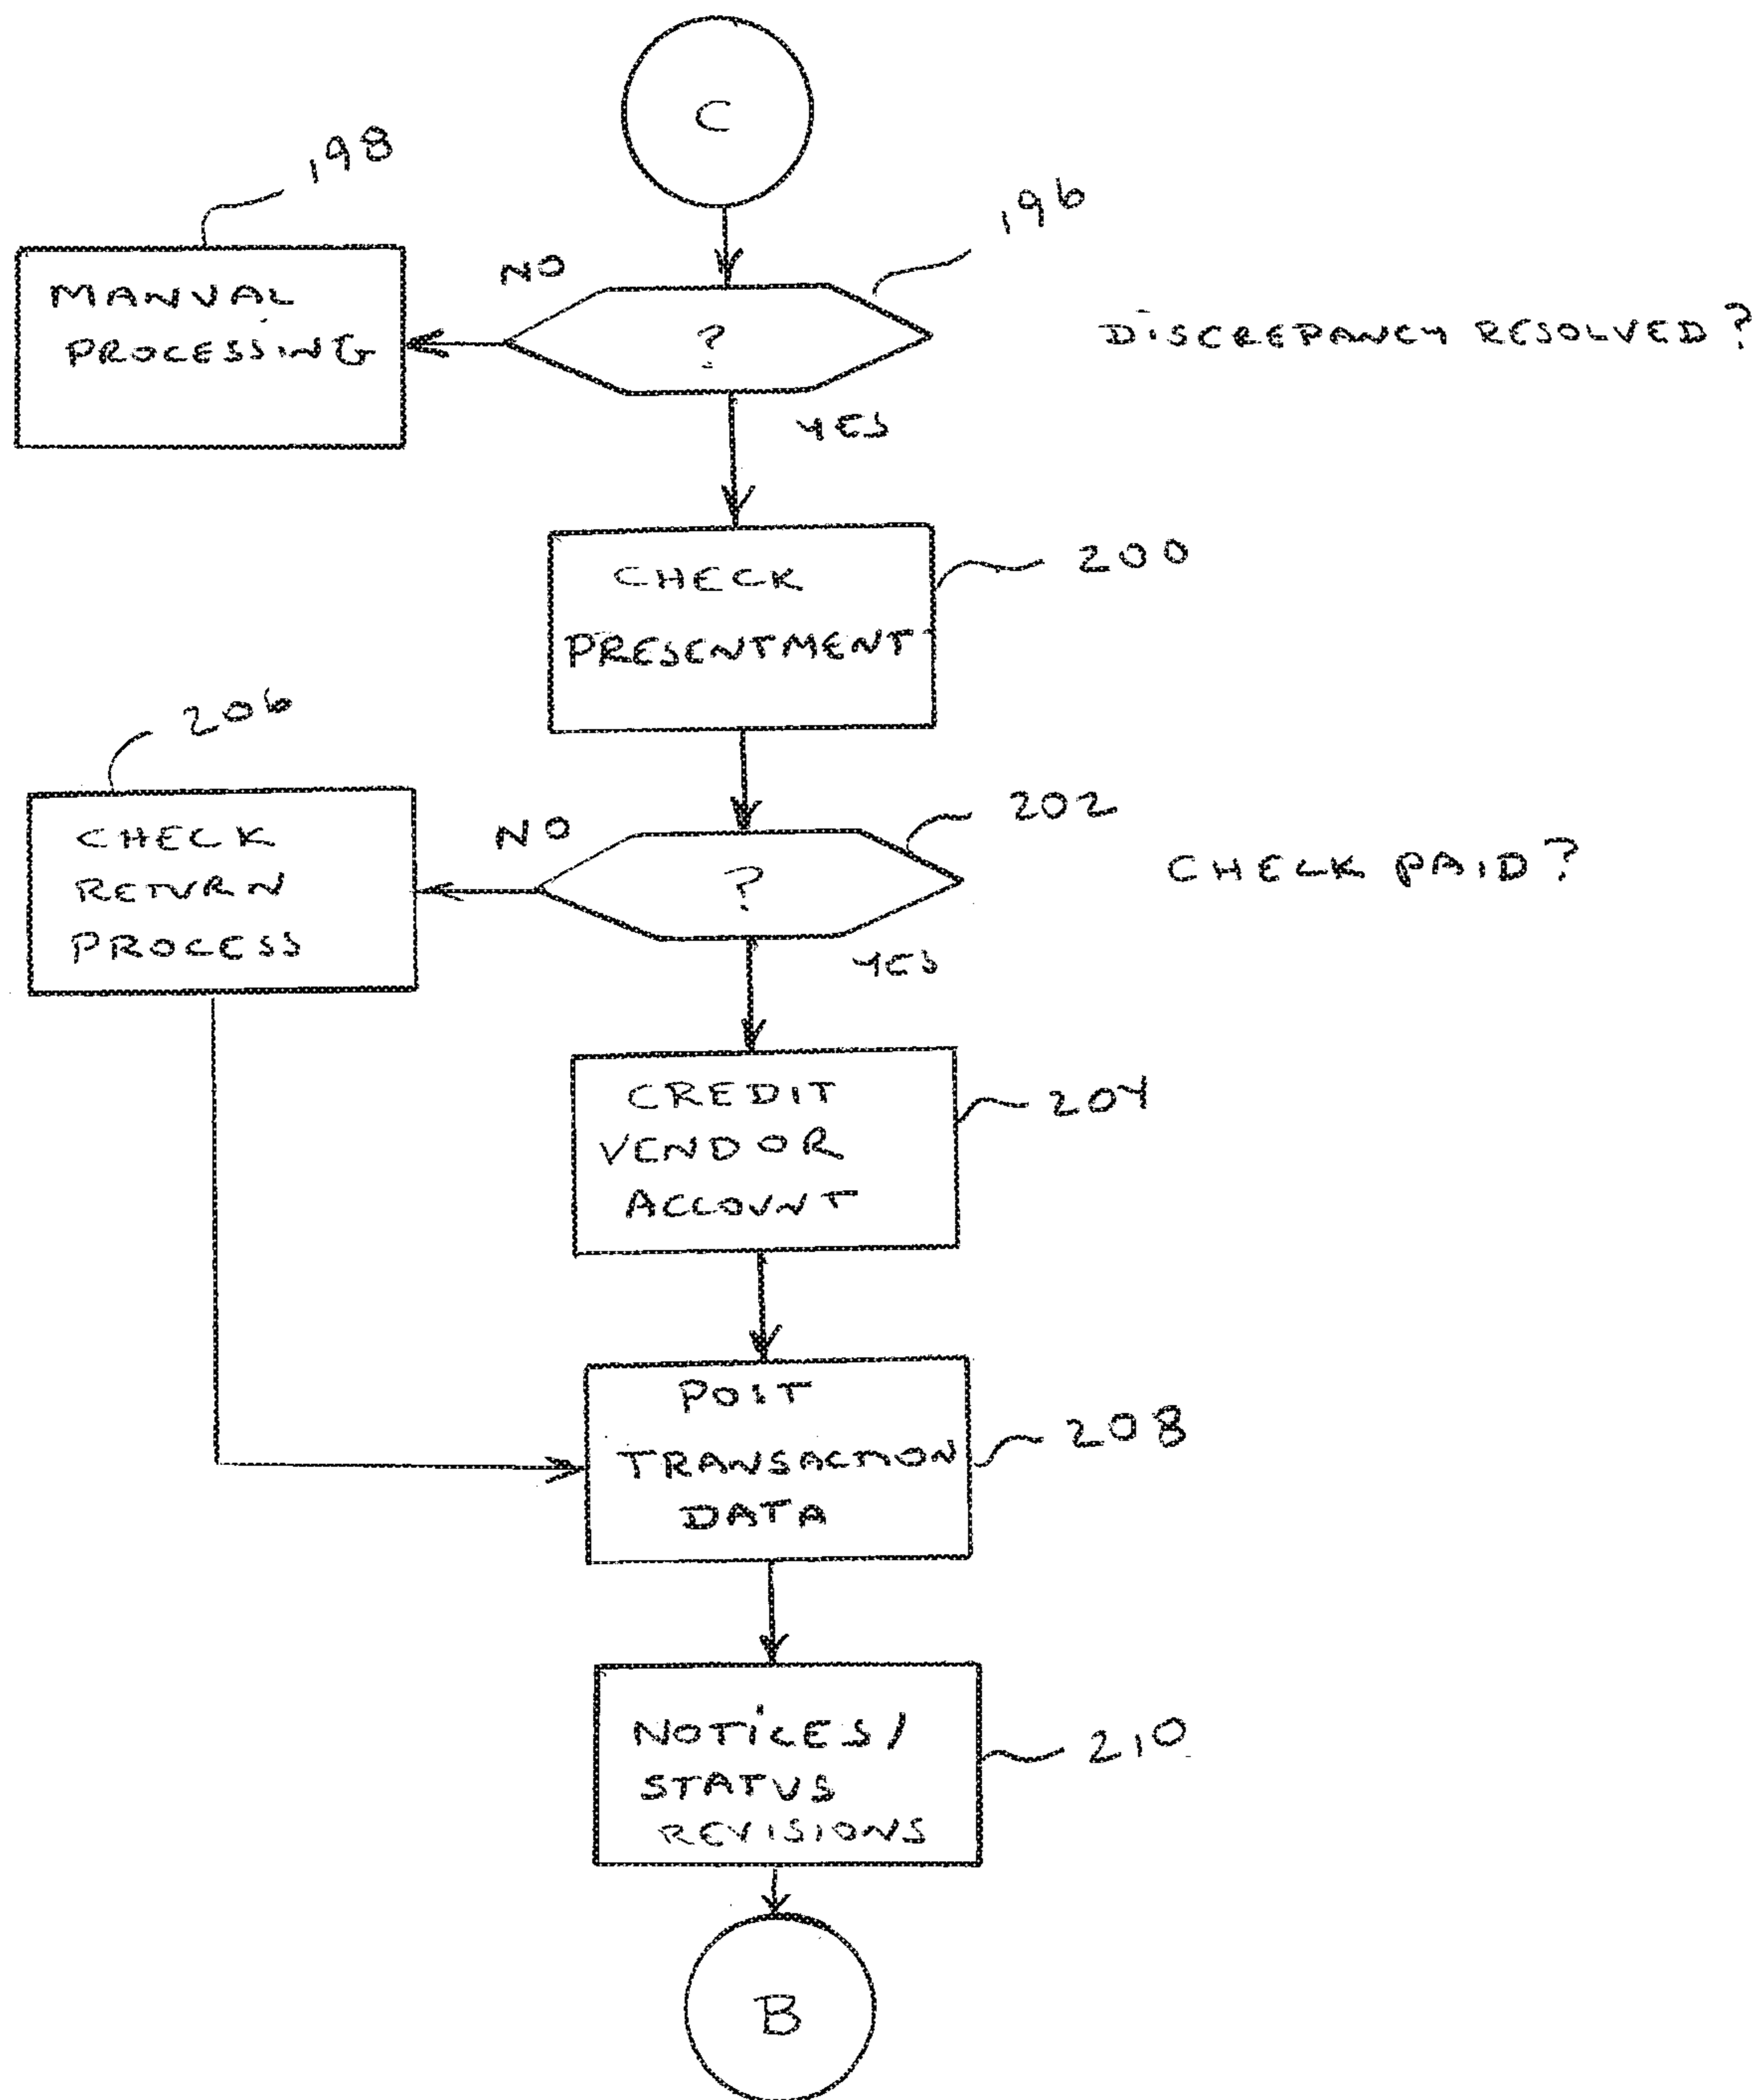 C
198
196
NO
MANUAL
PROCESSING
?
DISCREPANCY RESOLVED?
YES
200
CHECK
PRESENTMENT
206
202
NO
CHECK
RETURN
PROCESS
?
CHECK PAID?
YES
204
CREDIT
VENDOR
ACCOUNT
208
POST
TRANSACTION
DATA
210
NOTICES/
STATUS
REVISIONS
B